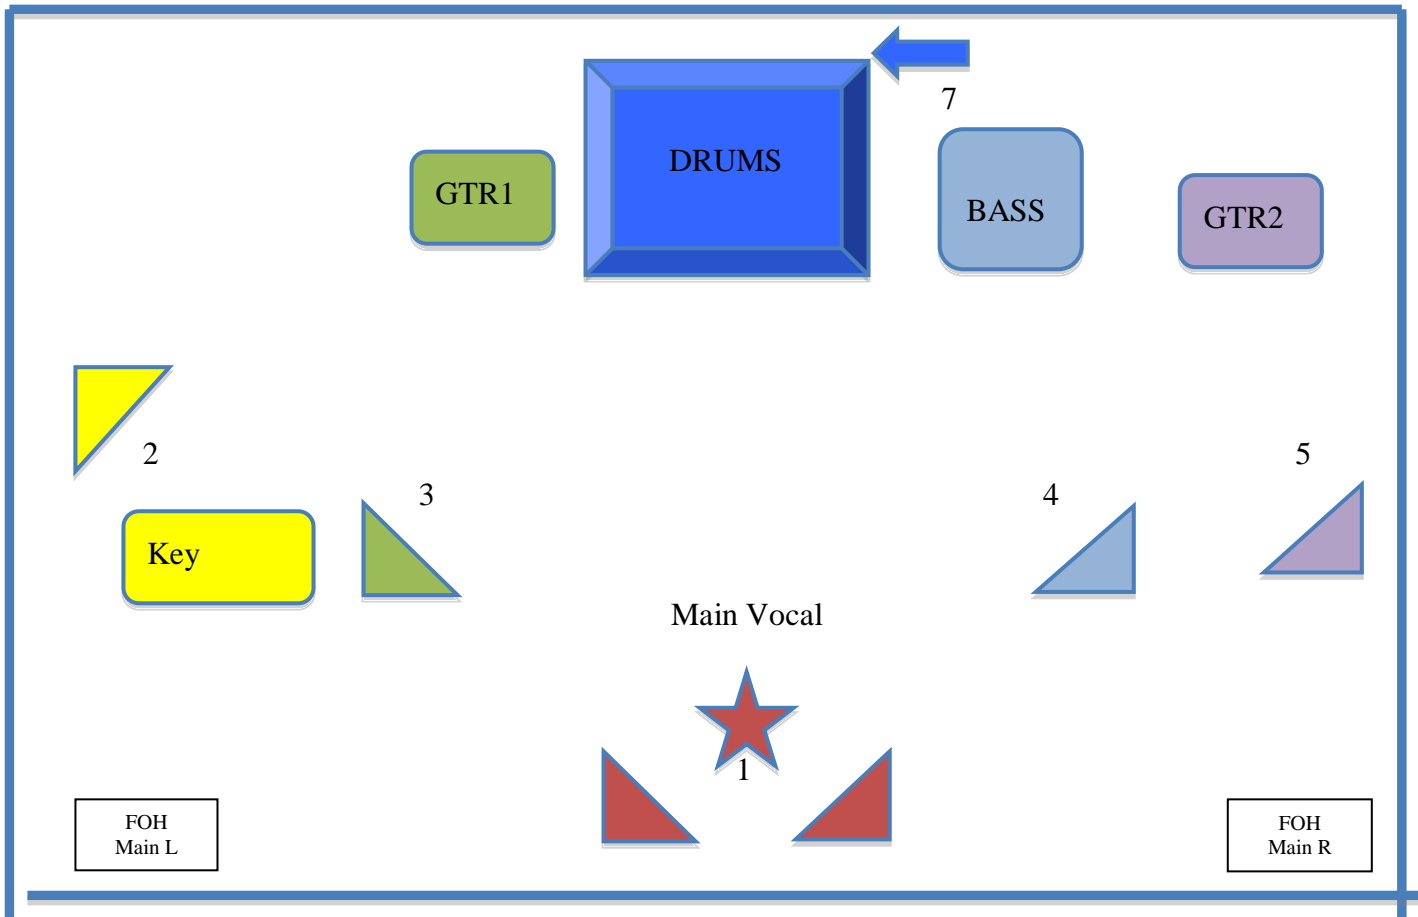 7
DRUMS
GTR1
BASS
GTR2
2
5
3
4
Key
Main Vocal
1
FOH
Main L
FOH
Main R